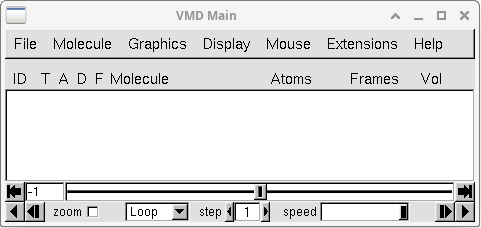 VMD Main
File Molecule Graphics Display Mouse Extensions Help
ID T A D F Molecule Atoms Frames Vol
-1
zoom Loop step 1 speed